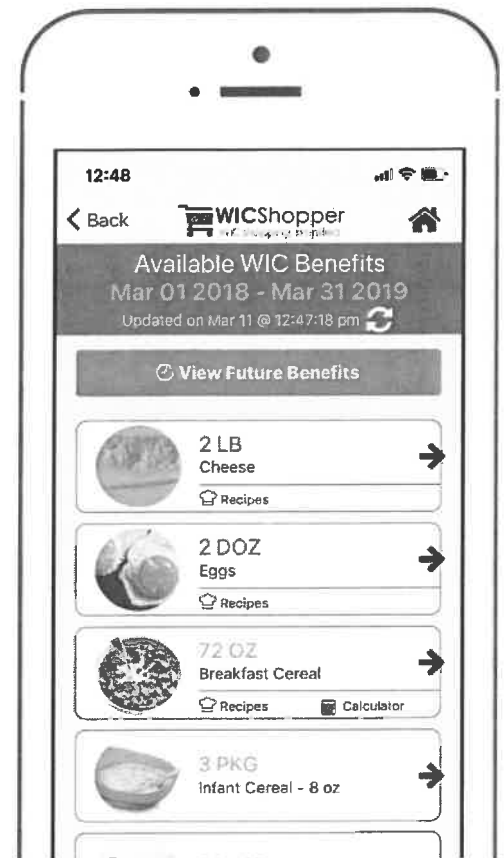 12:48
Back
WICShopper
Available WIC Benefits
Mar 01 2018 - Mar 31 2019
Updated on Mar 11 @ 12:47:18 pm
View Future Benefits
2 LB
Cheese
Recipes
2 DOZ
Eggs
Recipes
72 OZ
Breakfast Cereal
Recipes Calculator
3 PKG
Infant Cereal - 8 oz